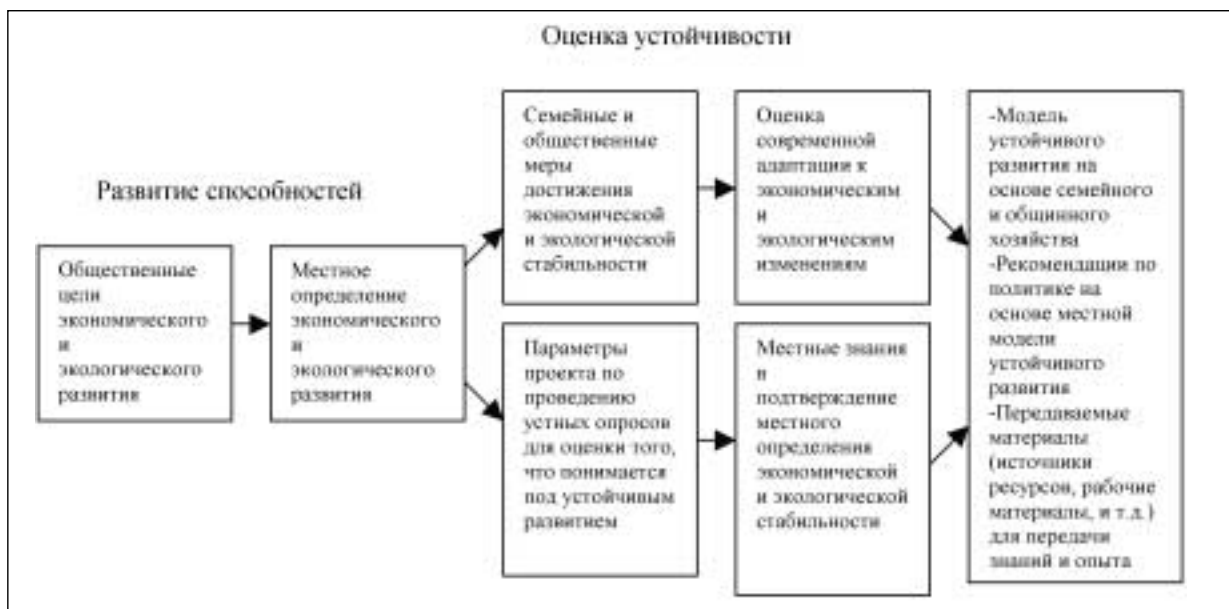 Оценка устойчивости
Развитие способностей
Общественные
цели
экономического
и
экологического
развития
Местное
определение
экономического
и
экологического
развития
Семейные и
общественные
меры
достижения
экономической
и экологической
стабильности
Параметры
проекта по
проведению
устных опросов
для оценки того,
что понимается
под устойчивым
развитием
Оценка
современной
адаптации к
экономическим
и
экологическим
изменениям
Местные знания
в
подтверждение
местного
определения
экономической
и экологической
стабильности
-Модель
устойчивого
развития на
основе семейного
и общинного
хозяйства
-Рекомендации по
политике на
основе местной
модели
устойчивого
развития
-Передаваемые
материалы
(источники
ресурсов, рабочие
материалы, и т.д.)
для передачи
знаний и опыта